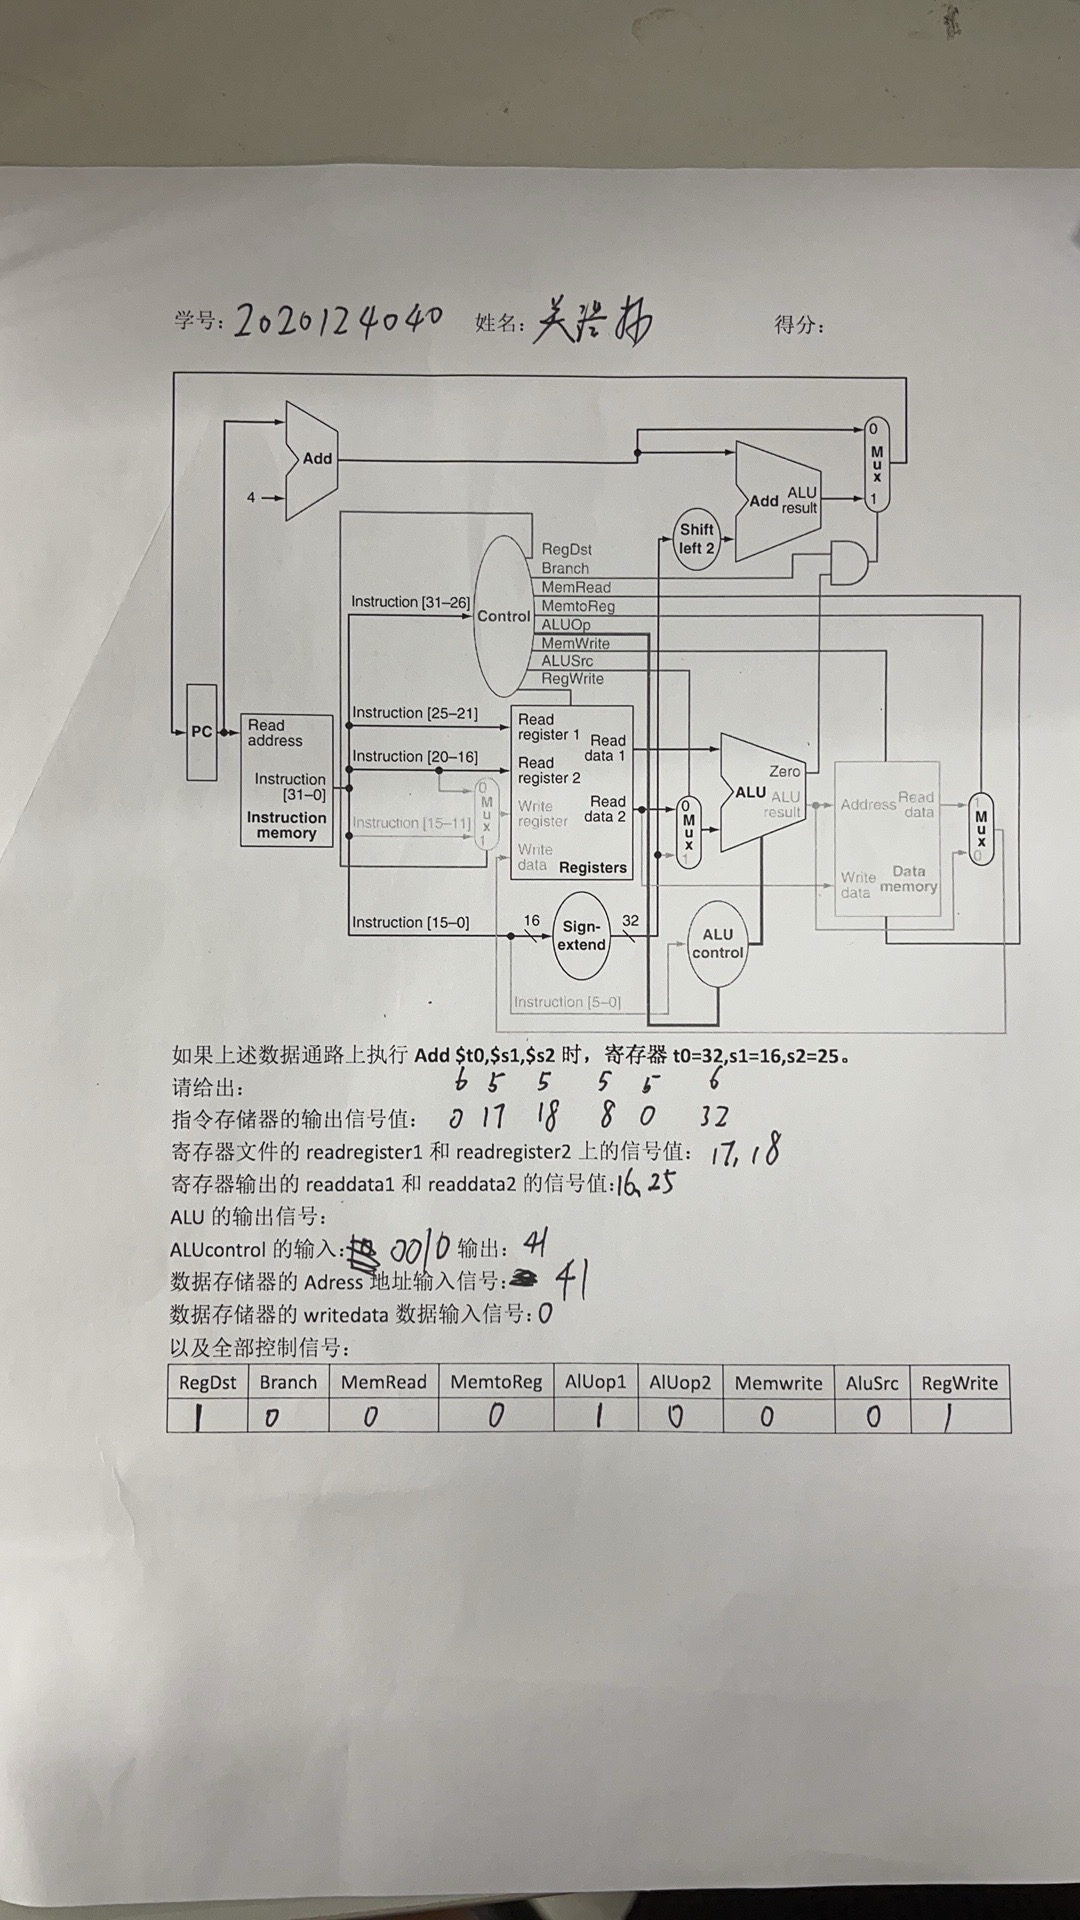 学号: 2020124040 姓名: 关 得分:
Add
4
Add ALU result
0 Mux 1
Shift left 2
RegDst
Branch
MemRead
MemtoReg
ALUOp
MemWrite
ALUSrc
RegWrite
Control
Instruction [31–26]
Instruction [25–21]
Instruction [20–16]
Instruction [15–11]
Instruction [15–0]
Instruction [5–0]
PC
Read address
Instruction [31–0]
Instruction memory
0 Mux 1
Read register 1
Read register 2
Write register
Write data
Read data 1
Read data 2
Registers
0 Mux 1
Zero
ALU ALU result
Address
Read data
Write data
Data memory
1 Mux 0
16
Sign-extend
32
ALU control
如果上述数据通路上执行 Add $t0,$s1,$s2 时，寄存器 t0=32,s1=16,s2=25。
请给出: 6 5 5 5 5 6
指令存储器的输出信号值: 0 17 18 8 0 32
寄存器文件的 readregister1 和 readregister2 上的信号值: 17, 18
寄存器输出的 readdata1 和 readdata2 的信号值:16, 25
ALU 的输出信号:
ALUcontrol 的输入: 0010 输出: 41
数据存储器的 Adress 地址输入信号: 41
数据存储器的 writedata 数据输入信号: 0
以及全部控制信号:
RegDst Branch MemRead MemtoReg AlUop1 AlUop2 Memwrite AluSrc RegWrite
1 0 0 0 1 0 0 0 1